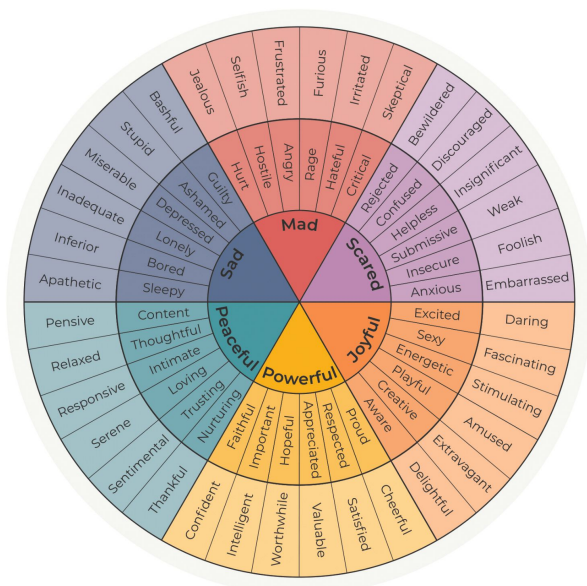 Mad
Scared
Joyful
Powerful
Peaceful
Sad
Hurt
Hostile
Angry
Rage
Hateful
Critical
Rejected
Confused
Helpless
Submissive
Insecure
Anxious
Excited
Sexy
Energetic
Playful
Creative
Aware
Proud
Respected
Appreciated
Hopeful
Important
Faithful
Nurturing
Trusting
Loving
Intimate
Thoughtful
Content
Sleepy
Bored
Lonely
Depressed
Ashamed
Guilty
Jealous
Selfish
Frustrated
Furious
Irritated
Skeptical
Bewildered
Discouraged
Insignificant
Weak
Foolish
Embarrassed
Daring
Fascinating
Stimulating
Amused
Extravagant
Delightful
Cheerful
Satisfied
Valuable
Worthwhile
Intelligent
Confident
Thankful
Sentimental
Serene
Responsive
Relaxed
Pensive
Apathetic
Inferior
Inadequate
Miserable
Stupid
Bashful